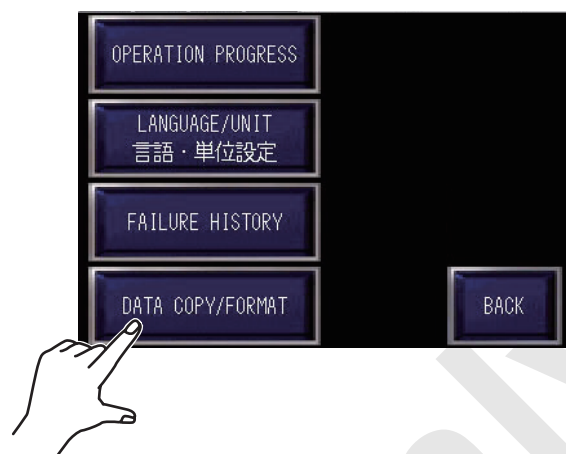 OPERATION PROGRESS
LANGUAGE/UNIT
言語・単位設定
FAILURE HISTORY
DATA COPY/FORMAT
BACK